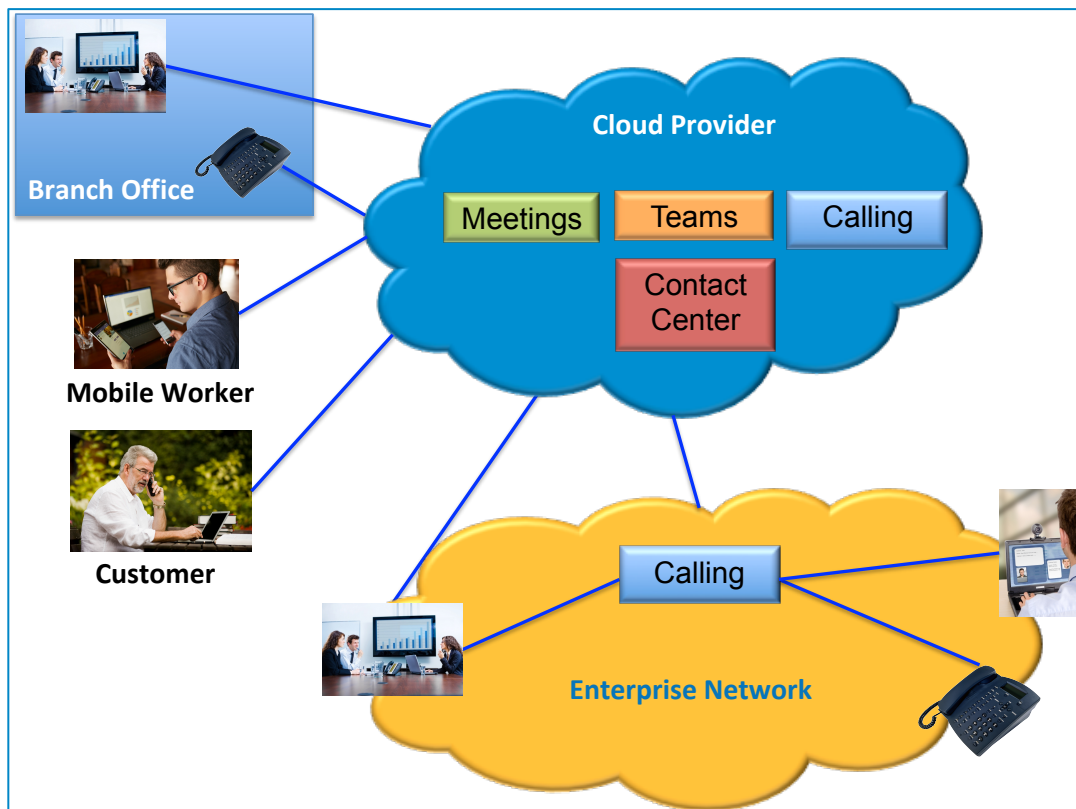 Cloud Provider
Branch Office
Meetings
Teams
Calling
Contact
Center
Mobile Worker
Customer
Calling
Enterprise Network